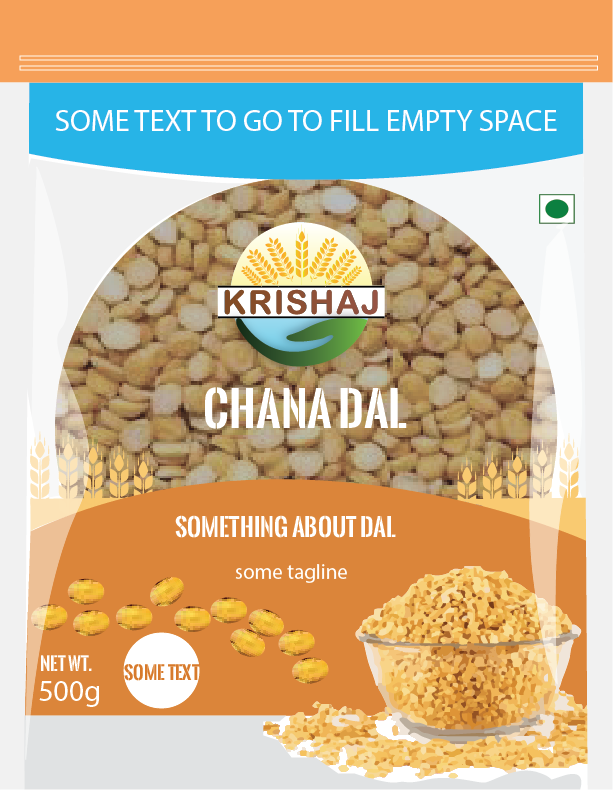 SOME TEXT TO GO TO FILL EMPTY SPACE
KRISHAJ
CHANA DAL
SOMETHING ABOUT DAL
some tagline
NET WT.
500g
SOME TEXT